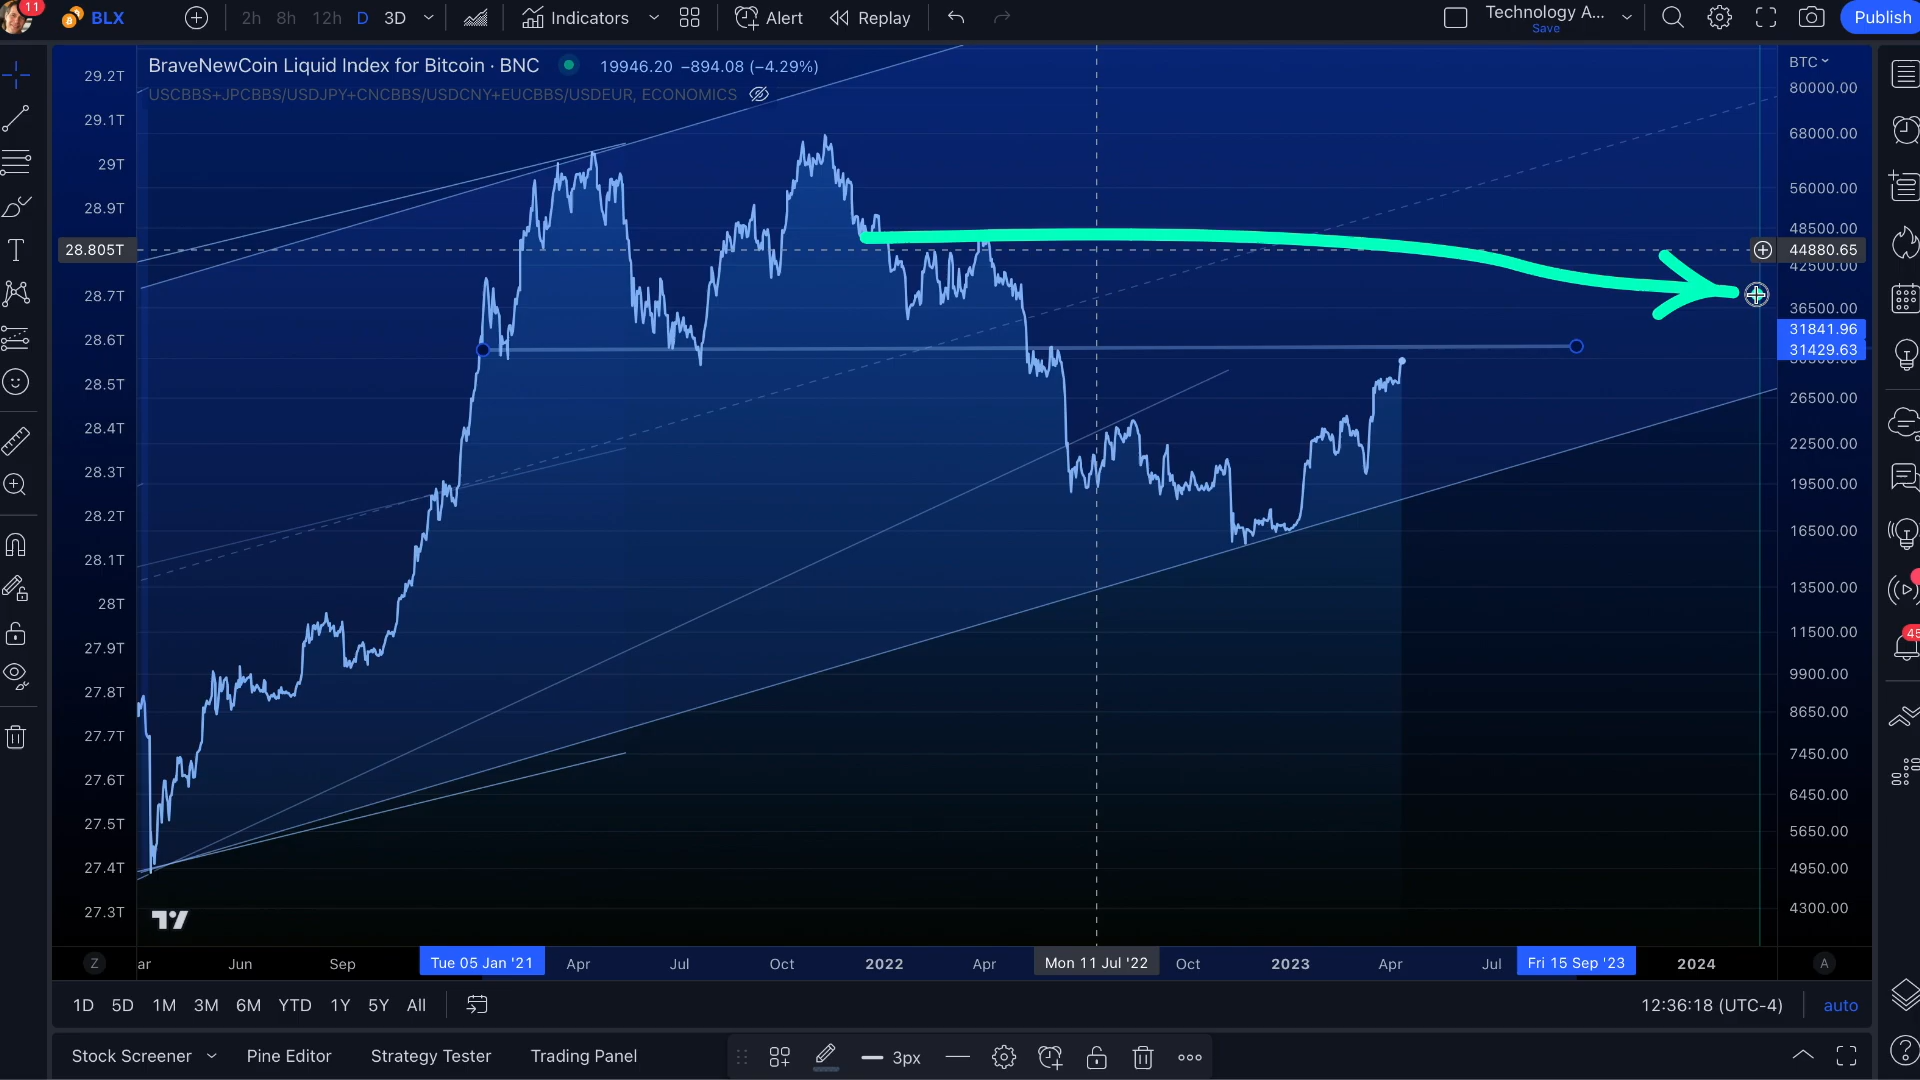 11
BLX
2h 8h 12h D 3D
Indicators
Alert
Replay
Technology A...
Save
Publish
BraveNewCoin Liquid Index for Bitcoin · BNC
19946.20 −894.08 (−4.29%)
USCBBS+JPCBBS/USDJPY+CNCBBS/USDCNY+EUCBBS/USDEUR, ECONOMICS
29.2T
29.1T
29T
28.9T
28.805T
28.7T
28.6T
28.5T
28.4T
28.3T
28.2T
28.1T
28T
27.9T
27.8T
27.7T
27.6T
27.5T
27.4T
27.3T
BTC
80000.00
68000.00
56000.00
48500.00
44880.65
42500.00
36500.00
31841.96
31429.63
26500.00
22500.00
19500.00
16500.00
13500.00
11500.00
9900.00
8650.00
7450.00
6450.00
5650.00
4950.00
4300.00
45
Z
ar Jun Sep Tue 05 Jan '21 Apr Jul Oct 2022 Apr Mon 11 Jul '22 Oct 2023 Apr Jul Fri 15 Sep '23 2024
A
1D 5D 1M 3M 6M YTD 1Y 5Y All
12:36:18 (UTC-4)
auto
Stock Screener
Pine Editor
Strategy Tester
Trading Panel
3px